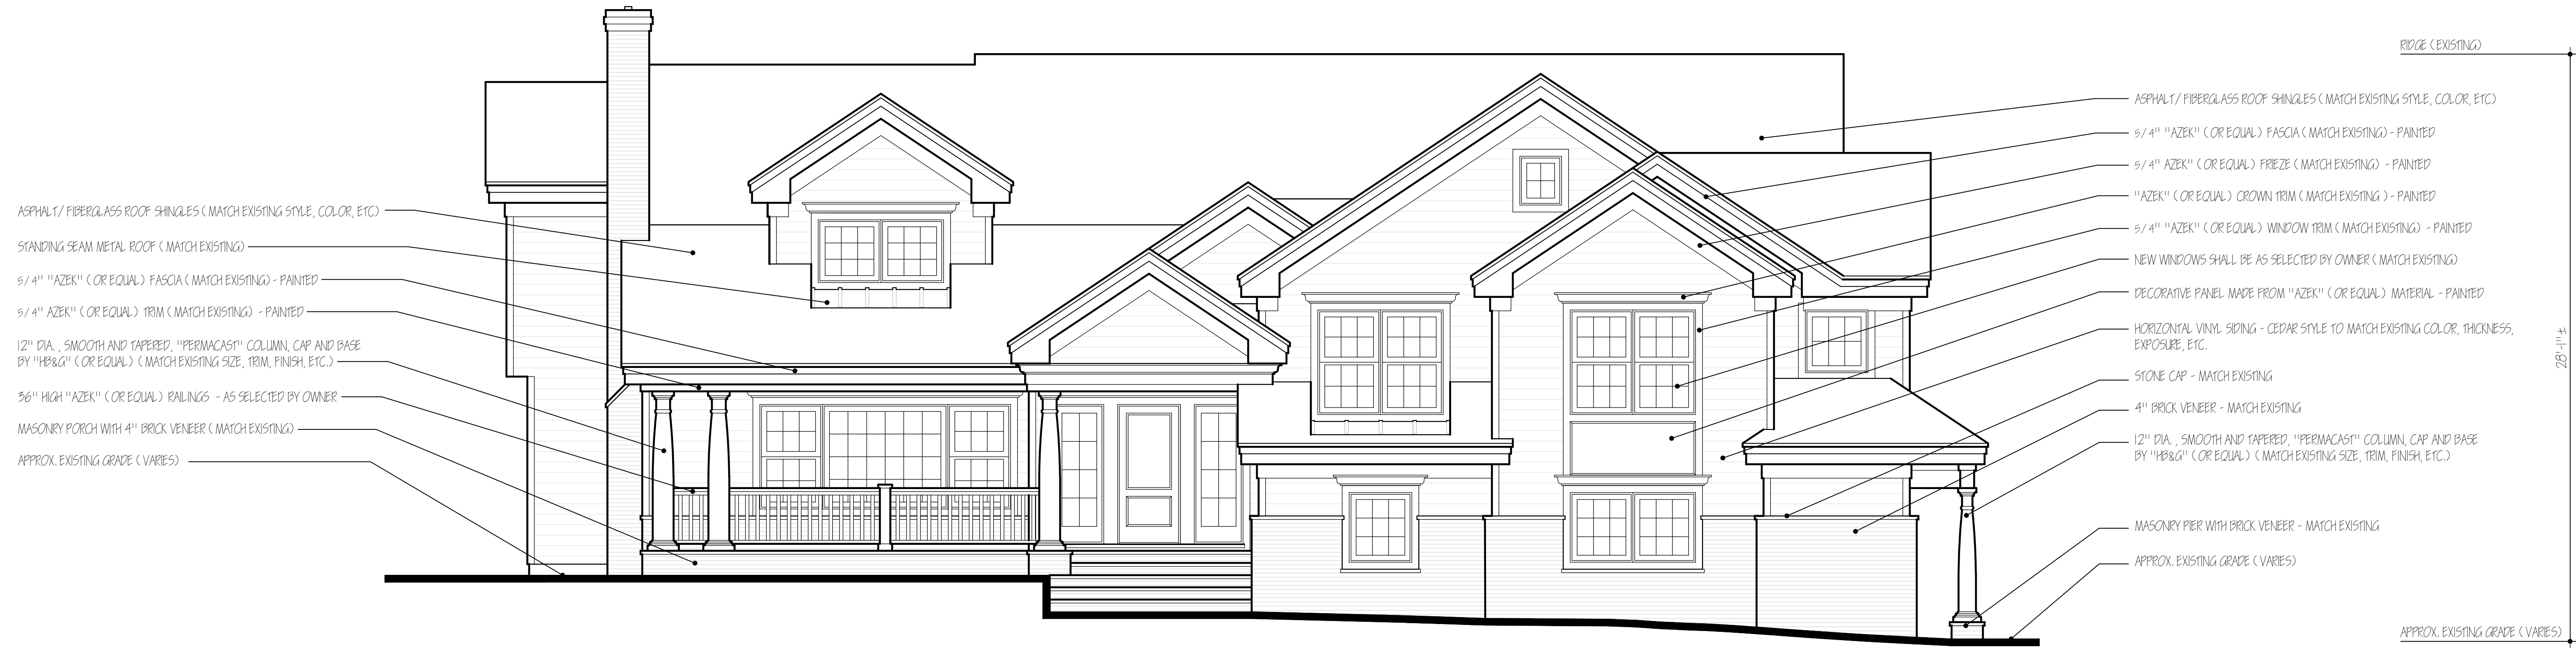 ASPHALT/ FIBERGLASS ROOF SHINGLES ( MATCH EXISTING STYLE, COLOR, ETC)
STANDING SEAM METAL ROOF ( MATCH EXISTING)
5/4" "AZEK" ( OR EQUAL) FASCIA ( MATCH EXISTING) - PAINTED
5/4" AZEK" ( OR EQUAL) TRIM ( MATCH EXISTING) - PAINTED
12" DIA. , SMOOTH AND TAPERED, "PERMACAST" COLUMN, CAP AND BASE
BY "HB&G" ( OR EQUAL) ( MATCH EXISTING SIZE, TRIM, FINISH, ETC.)
36" HIGH "AZEK" ( OR EQUAL) RAILINGS - AS SELECTED BY OWNER
MASONRY PORCH WITH 4" BRICK VENEER ( MATCH EXISTING)
APPROX. EXISTING GRADE ( VARIES)
ASPHALT/ FIBERGLASS ROOF SHINGLES ( MATCH EXISTING STYLE, COLOR, ETC)
5/4" "AZEK" ( OR EQUAL) FASCIA ( MATCH EXISTING) - PAINTED
5/4" AZEK" ( OR EQUAL) FRIEZE ( MATCH EXISTING) - PAINTED
"AZEK" ( OR EQUAL) CROWN TRIM ( MATCH EXISTING ) - PAINTED
5/4" "AZEK" ( OR EQUAL) WINDOW TRIM ( MATCH EXISTING) - PAINTED
NEW WINDOWS SHALL BE AS SELECTED BY OWNER ( MATCH EXISTING)
DECORATIVE PANEL MADE FROM "AZEK" ( OR EQUAL) MATERIAL - PAINTED
HORIZONTAL VINYL SIDING - CEDAR STYLE TO MATCH EXISTING COLOR, THICKNESS,
EXPOSURE, ETC.
STONE CAP - MATCH EXISTING
4" BRICK VENEER - MATCH EXISTING
12" DIA. , SMOOTH AND TAPERED, "PERMACAST" COLUMN, CAP AND BASE
BY "HB&G" ( OR EQUAL) ( MATCH EXISTING SIZE, TRIM, FINISH, ETC.)
MASONRY PIER WITH BRICK VENEER - MATCH EXISTING
APPROX. EXISTING GRADE ( VARIES)
RIDGE ( EXISTING)
28'-1" ±
APPROX. EXISTING GRADE ( VARIES)